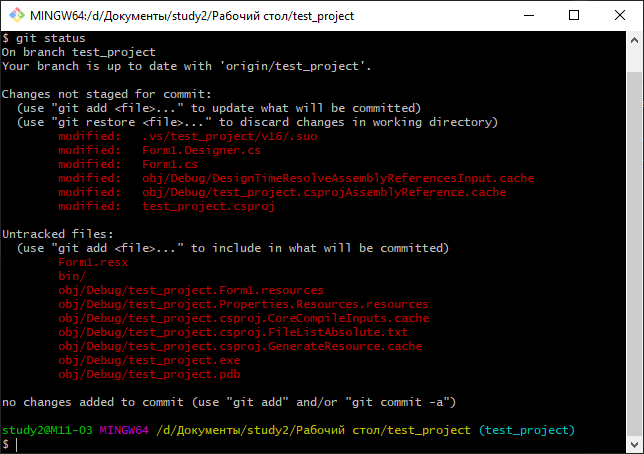 MINGW64:/d/Документы/study2/Рабочий стол/test_project
$ git status
On branch test_project
Your branch is up to date with 'origin/test_project'.
Changes not staged for commit:
(use "git add <file>..." to update what will be committed)
(use "git restore <file>..." to discard changes in working directory)
modified: .vs/test_project/v16/.suo
modified: Form1.Designer.cs
modified: Form1.cs
modified: obj/Debug/DesignTimeResolveAssemblyReferencesInput.cache
modified: obj/Debug/test_project.csprojAssemblyReference.cache
modified: test_project.csproj
Untracked files:
(use "git add <file>..." to include in what will be committed)
Form1.resx
bin/
obj/Debug/test_project.Form1.resources
obj/Debug/test_project.Properties.Resources.resources
obj/Debug/test_project.csproj.CoreCompileInputs.cache
obj/Debug/test_project.csproj.FileListAbsolute.txt
obj/Debug/test_project.csproj.GenerateResource.cache
obj/Debug/test_project.exe
obj/Debug/test_project.pdb
no changes added to commit (use "git add" and/or "git commit -a")
study2@M11-O3 MINGW64 /d/Документы/study2/Рабочий стол/test_project (test_project)
$